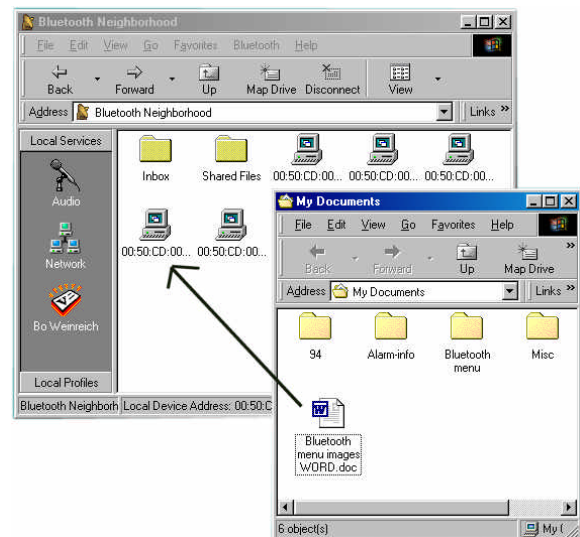 Bluetooth Neighborhood
File Edit View Go Favorites Bluetooth Help
Back Forward Up Map Drive Disconnect View
Address Bluetooth Neighborhood Links »
Local Services
Audio
Network
Bo Weinreich
Local Profiles
Inbox Shared Files 00:50:CD:00... 00:50:CD:00... 00:50:CD:00...
00:50:CD:00... 00:50:CD:00...
Bluetooth Neighborh Local Device Address: 00:50:C
My Documents
File Edit View Go Favorites Help
Back Forward Up Map Drive »
Address My Documents Links »
94 Alarm-info Bluetooth Misc
menu
Bluetooth
menu images
WORD.doc
6 object(s) My (